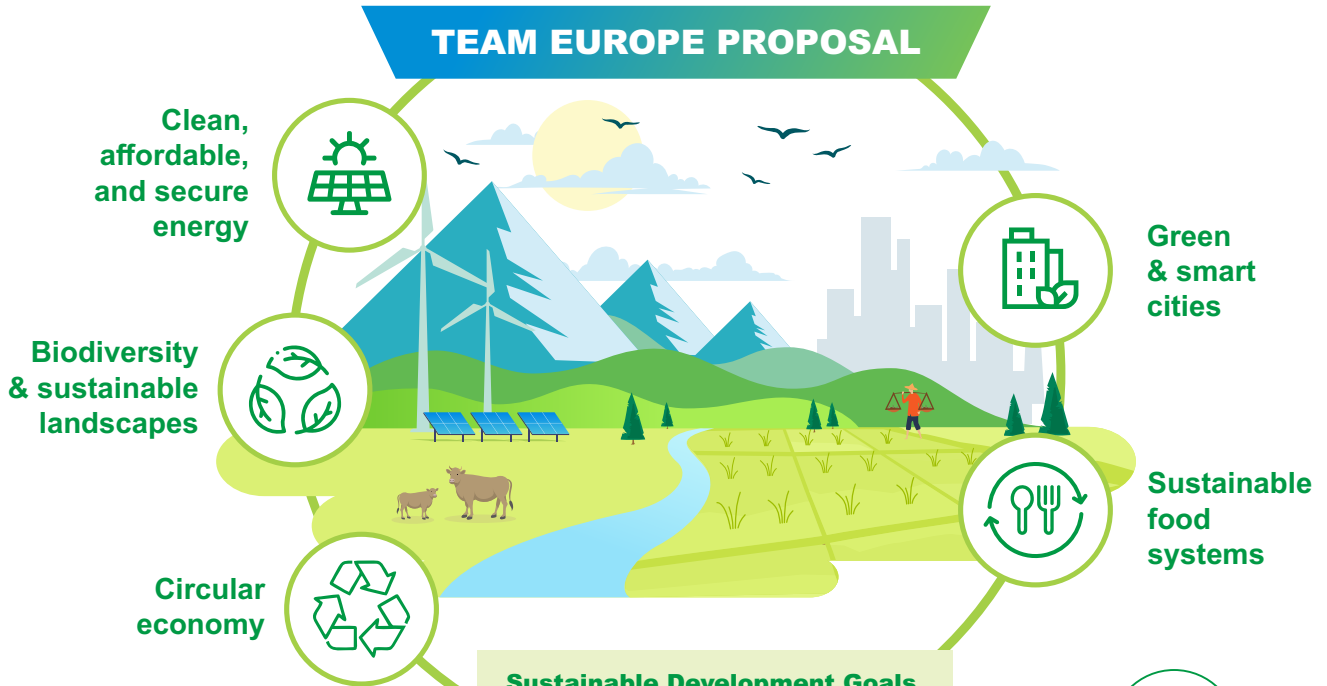 TEAM EUROPE PROPOSAL
Clean,
affordable,
and secure
energy
Green
& smart
cities
Biodiversity
& sustainable
landscapes
Sustainable
food
systems
Circular
economy
Sustainable Development Goals